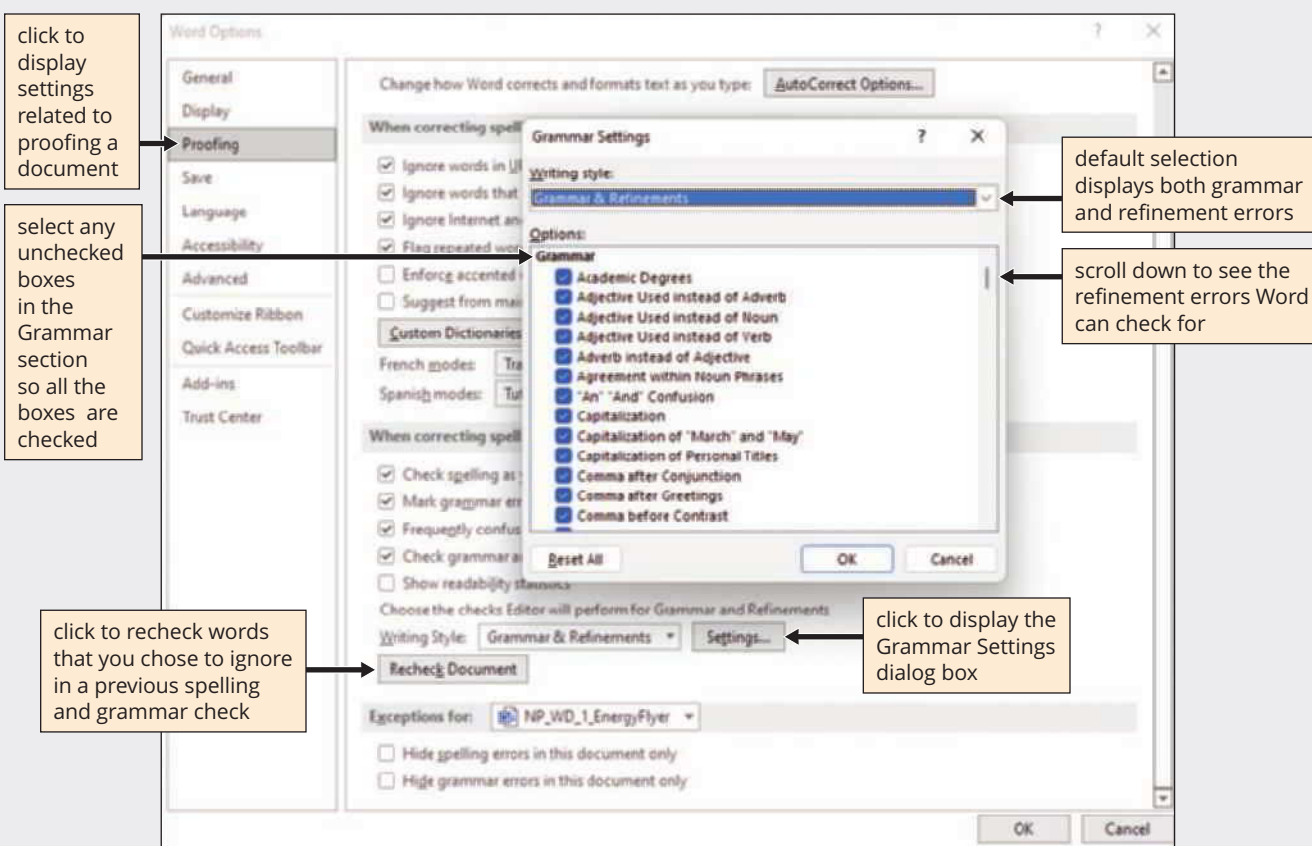 click to
display
settings
related to
proofing a
document
select any
unchecked
boxes
in the
Grammar
section
so all the
boxes are
checked
Word Options
General
Display
Proofing
Save
Language
Accessibility
Advanced
Customize Ribbon
Quick Access Toolbar
Add-ins
Trust Center
Change how Word corrects and formats text as you type: AutoCorrect Options...
When correcting spell
Ignore words in
Ignore words that
Ignore Internet an
Flag repeated wor
Enforce accented
Suggest from mai
Custom Dictionaries
French modes: Tra
Spanish modes: Tut
When correcting spell
Check spelling as
Mark grammar err
Frequently confus
Check grammar a
Show readability statistics
Choose the checks Editor will perform for Grammar and Refinements
Writing Style: Grammar & Refinements Settings...
Recheck Document
Exceptions for: NP_WD_1_EnergyFlyer
Hide spelling errors in this document only
Hide grammar errors in this document only
OK Cancel
Grammar Settings ? X
Writing style:
Grammar & Refinements
Options:
Grammar
Academic Degrees
Adjective Used instead of Adverb
Adjective Used instead of Noun
Adjective Used instead of Verb
Adverb instead of Adjective
Agreement within Noun Phrases
"An" "And" Confusion
Capitalization
Capitalization of "March" and "May"
Capitalization of Personal Titles
Comma after Conjunction
Comma after Greetings
Comma before Contrast
Reset All OK Cancel
default selection
displays both grammar
and refinement errors
scroll down to see the
refinement errors Word
can check for
click to display the
Grammar Settings
dialog box
click to recheck words
that you chose to ignore
in a previous spelling
and grammar check